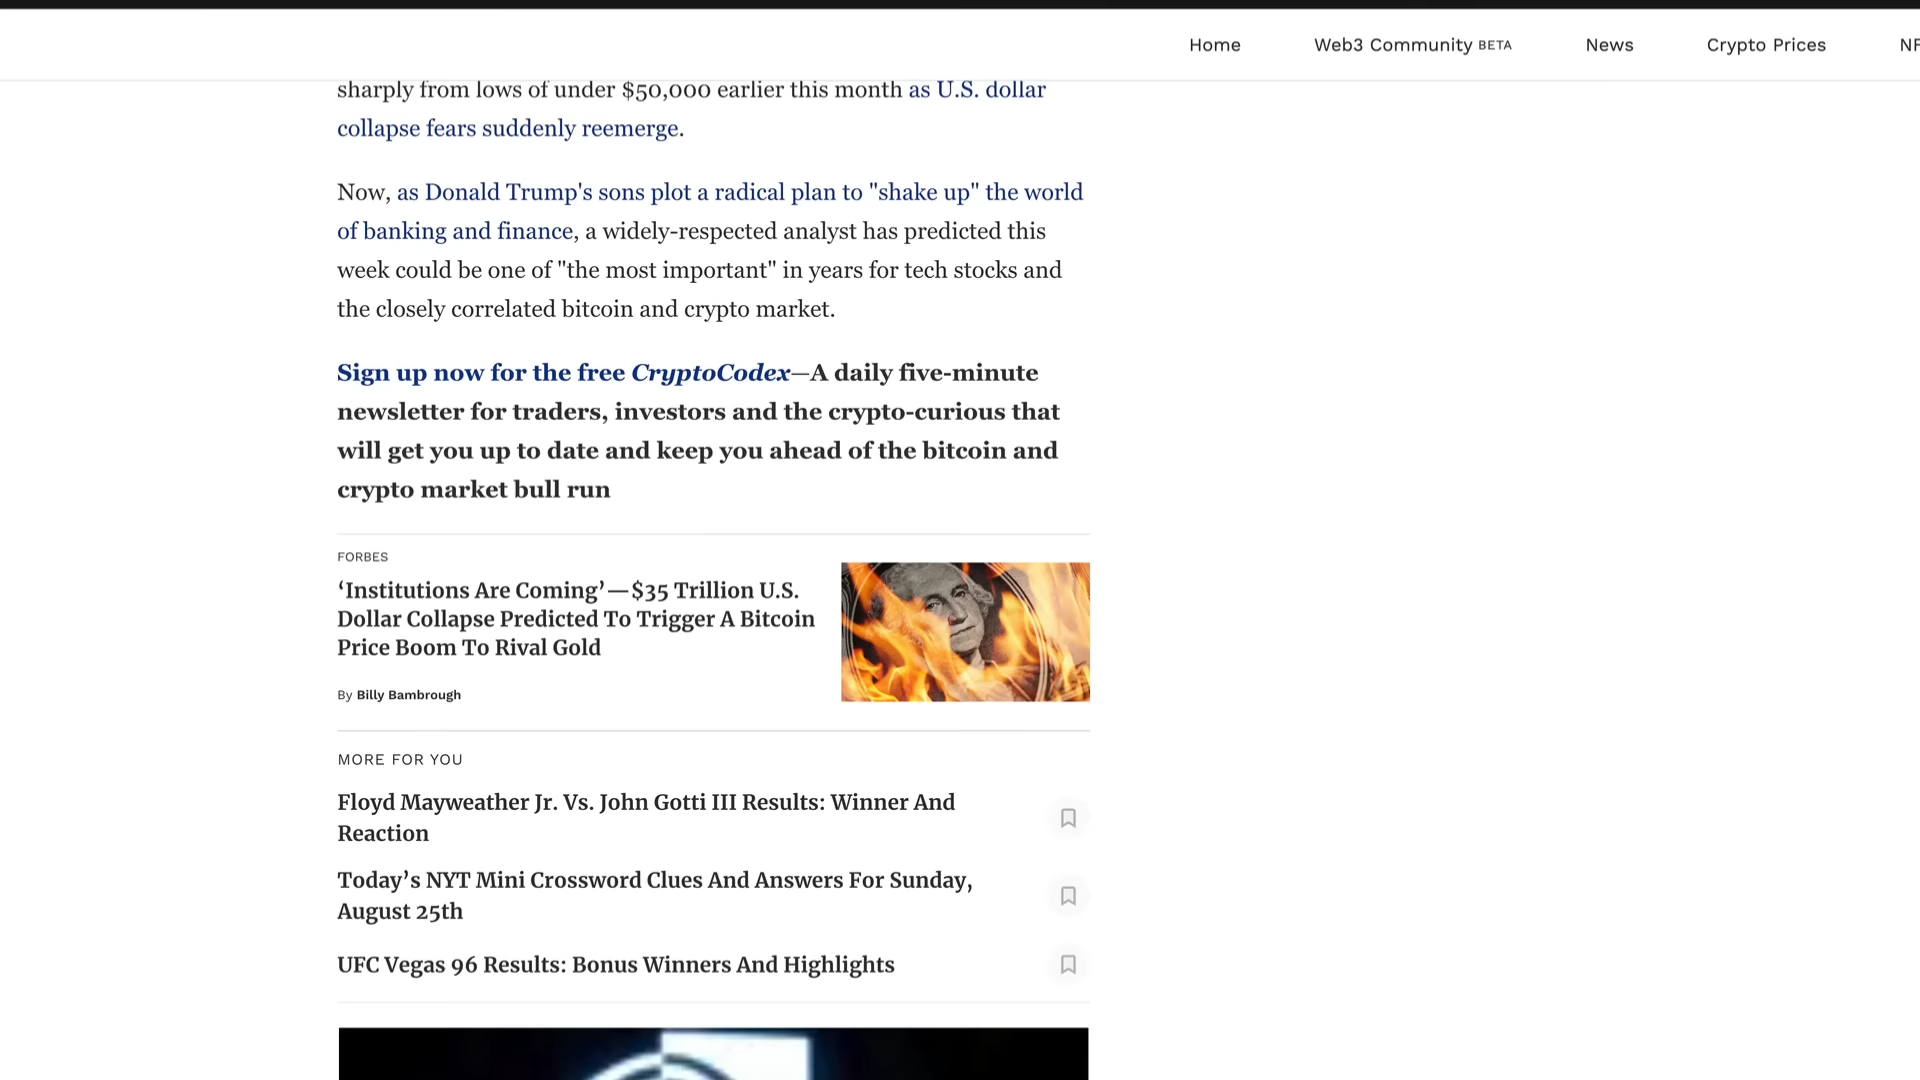 Home
Web3 Community BETA
News
Crypto Prices
NF
sharply from lows of under $50,000 earlier this month as U.S. dollar
collapse fears suddenly reemerge.
Now, as Donald Trump's sons plot a radical plan to "shake up" the world
of banking and finance, a widely-respected analyst has predicted this
week could be one of "the most important" in years for tech stocks and
the closely correlated bitcoin and crypto market.
Sign up now for the free CryptoCodex—A daily five-minute
newsletter for traders, investors and the crypto-curious that
will get you up to date and keep you ahead of the bitcoin and
crypto market bull run
FORBES
‘Institutions Are Coming’—$35 Trillion U.S.
Dollar Collapse Predicted To Trigger A Bitcoin
Price Boom To Rival Gold
By Billy Bambrough
MORE FOR YOU
Floyd Mayweather Jr. Vs. John Gotti III Results: Winner And
Reaction
Today’s NYT Mini Crossword Clues And Answers For Sunday,
August 25th
UFC Vegas 96 Results: Bonus Winners And Highlights